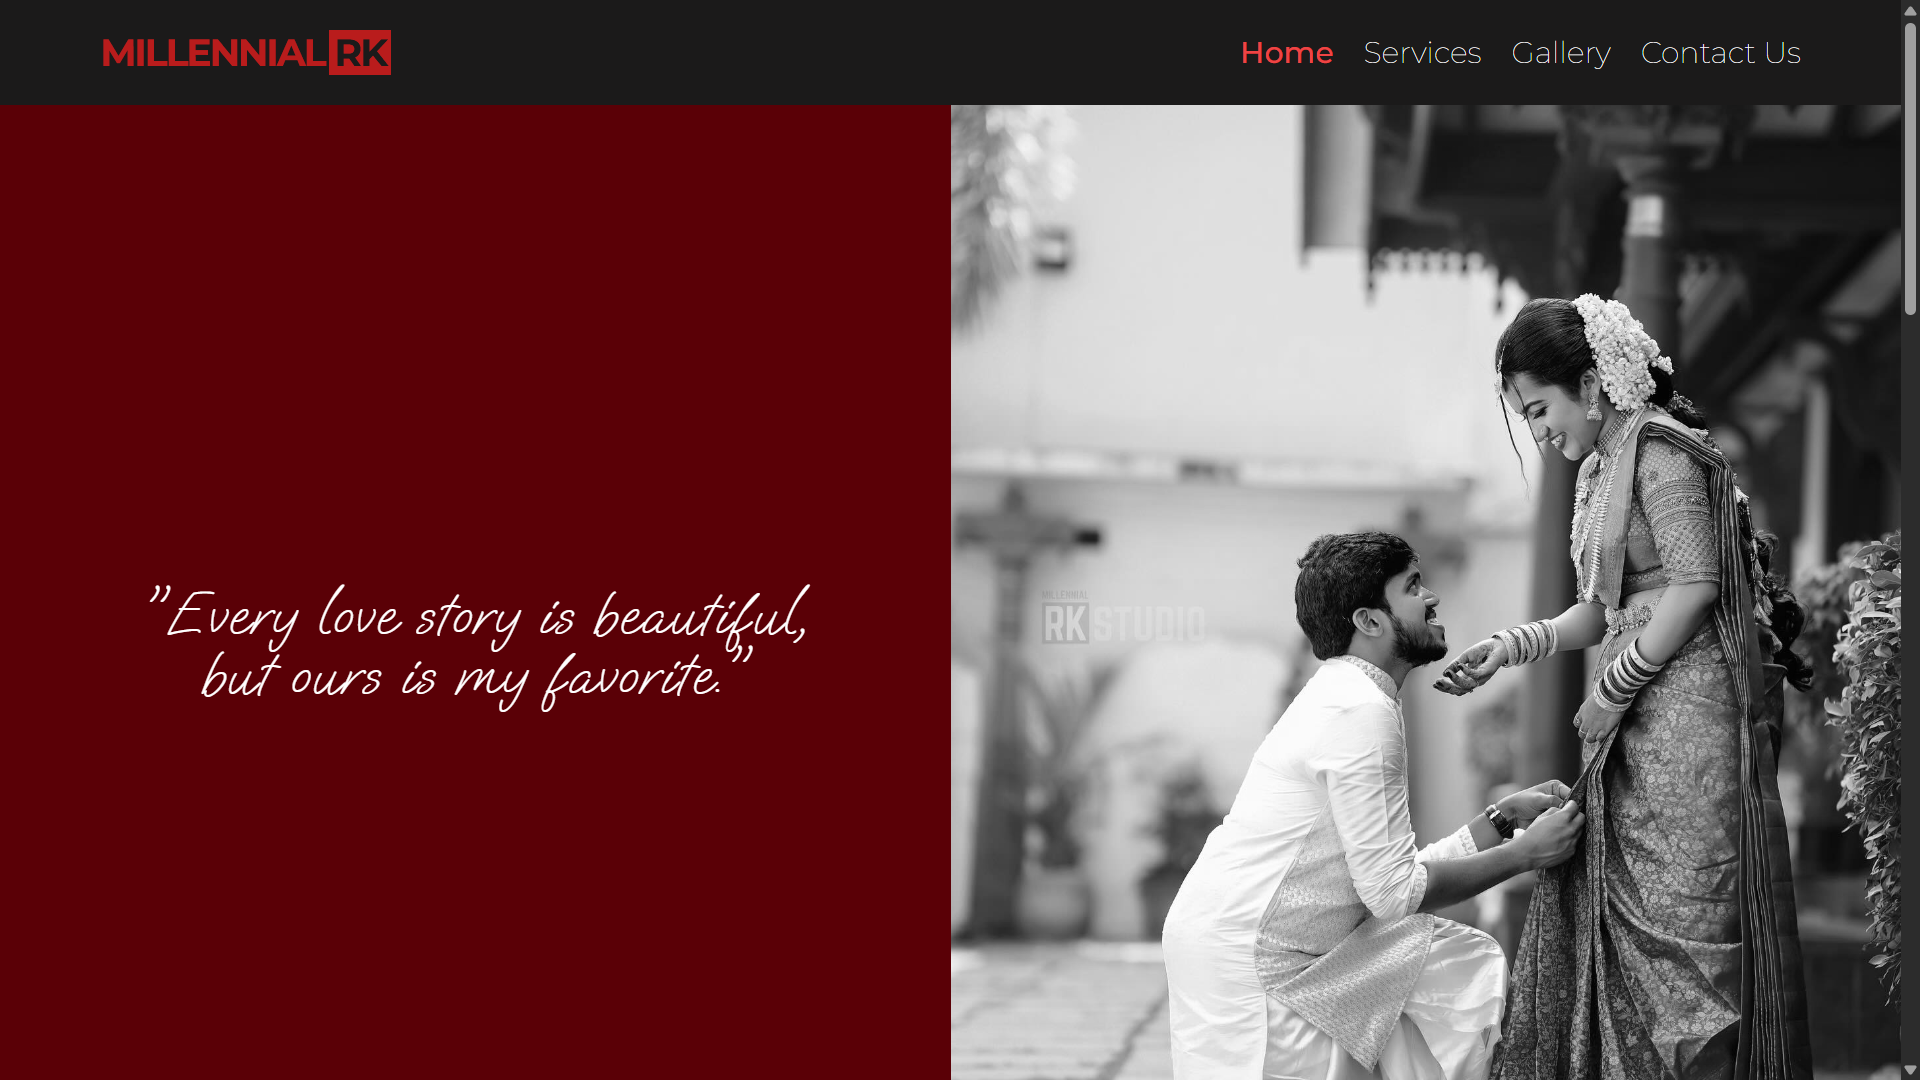 MILLENNIAL RK
Home Services Gallery Contact Us
"Every love story is beautiful,
but ours is my favorite."
MILLENNIAL
RK STUDIO